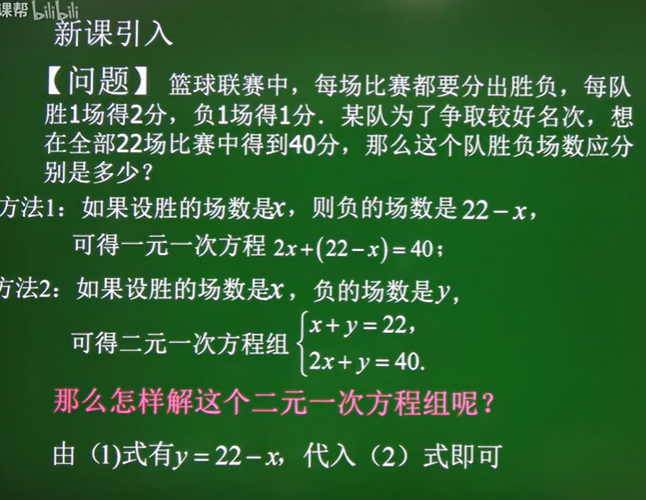 课帮 bilibili
新课引入
【问题】篮球联赛中，每场比赛都要分出胜负，每队
胜1场得2分，负1场得1分．某队为了争取较好名次，想
在全部22场比赛中得到40分，那么这个队胜负场数应分
别是多少？
方法1：如果设胜的场数是x，则负的场数是22－x，
可得一元一次方程 2x+(22－x)＝40；
方法2：如果设胜的场数是x，负的场数是y，
x＋y＝22，
可得二元一次方程组
2x＋y＝40.
那么怎样解这个二元一次方程组呢？
由（1)式有y＝22－x，代入（2）式即可